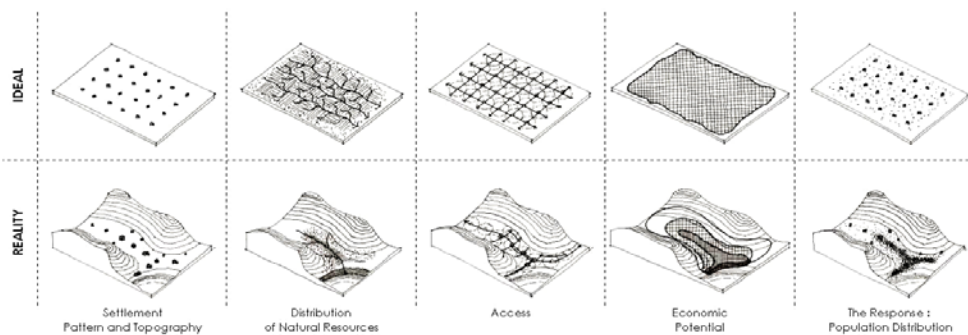 IDEAL
REALITY
Settlement
Pattern and Topography
Distribution
of Natural Resources
Access
Economic
Potential
The Response :
Population Distribution